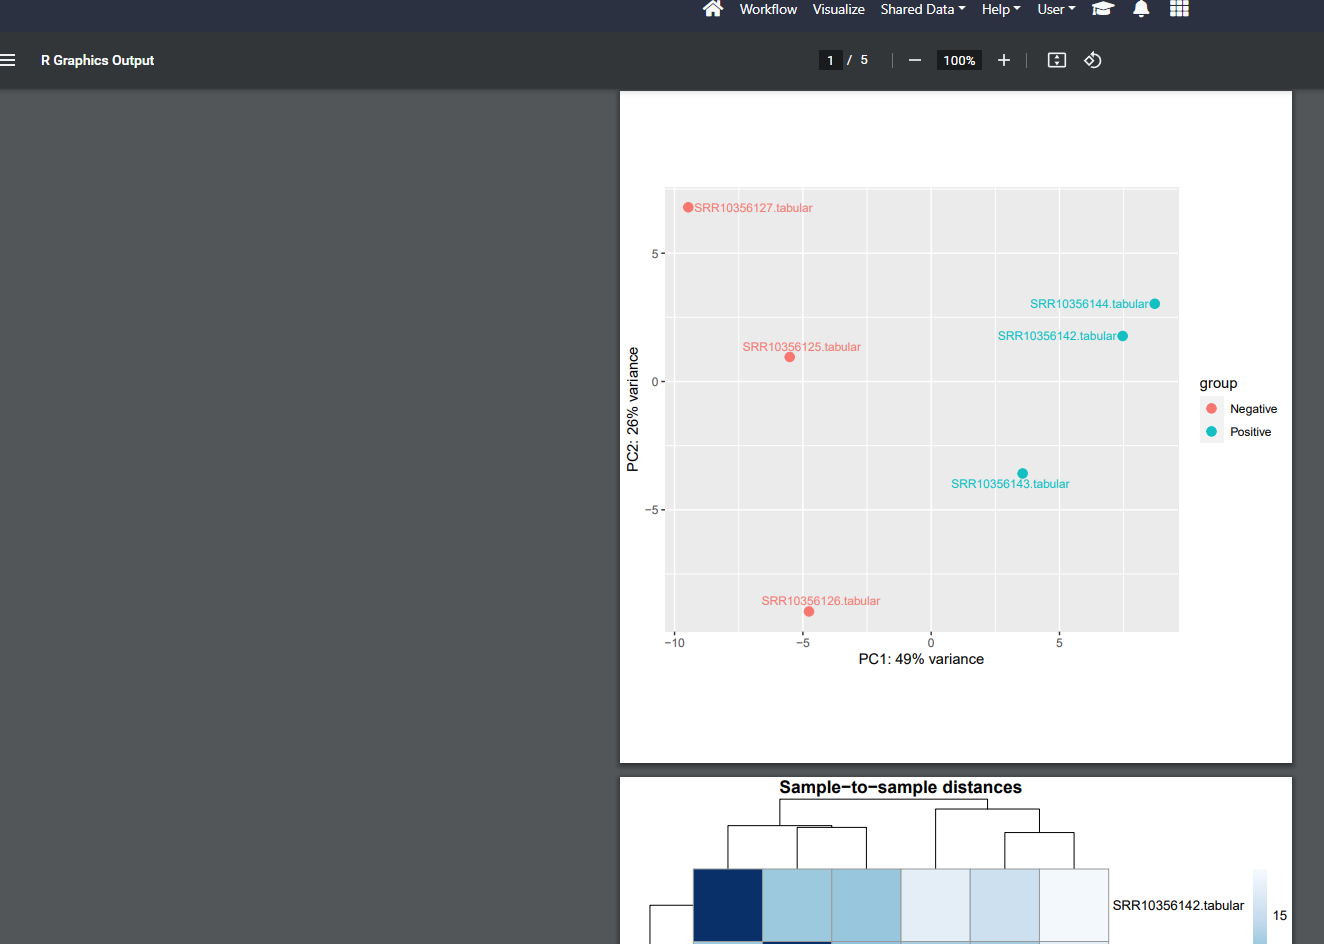 Workflow Visualize Shared Data Help User
R Graphics Output
1 / 5 100%
SRR10356127.tabular
5
SRR10356144.tabular
SRR10356142.tabular
SRR10356125.tabular
0
PC2: 26% variance
group
Negative
Positive
SRR10356143.tabular
−5
SRR10356126.tabular
−10 −5 0 5
PC1: 49% variance
Sample−to−sample distances
SRR10356142.tabular
15